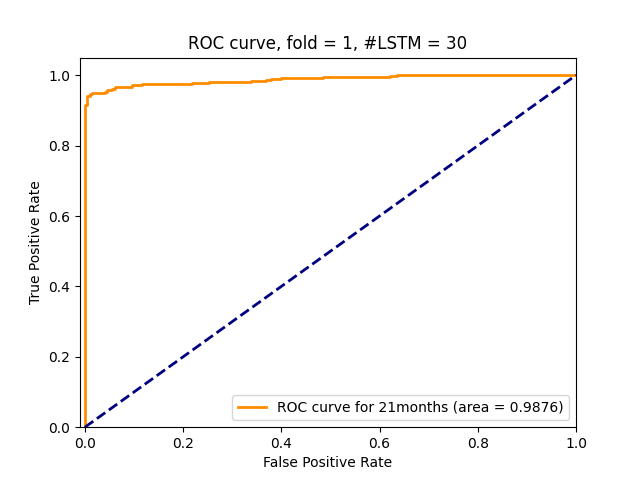 ROC curve, fold = 1, #LSTM = 30
True Positive Rate
1.0
0.8
0.6
0.4
0.2
0.0
ROC curve for 21months (area = 0.9876)
0.0 0.2 0.4 0.6 0.8 1.0
False Positive Rate